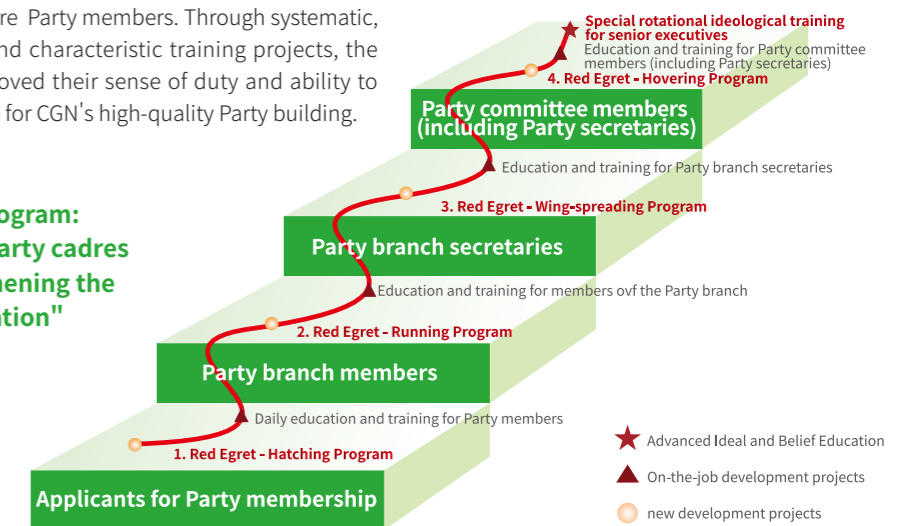 re Party members. Through systematic,
nd characteristic training projects, the
oved their sense of duty and ability to
for CGN's high-quality Party building.
ogram:
arty cadres
nening the
tion"
Special rotational ideological training
for senior executives
Education and training for Party committee
members (including Party secretaries)
4. Red Egret - Hovering Program
Party committee members
(including Party secretaries)
Education and training for Party branch secretaries
3. Red Egret - Wing-spreading Program
Party branch secretaries
Education and training for members ovf the Party branch
2. Red Egret - Running Program
Party branch members
Daily education and training for Party members
1. Red Egret - Hatching Program
Applicants for Party membership
Advanced Ideal and Belief Education
On-the-job development projects
new development projects